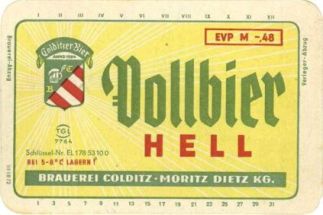 I II III IV V VI VII VIII IX X XI XII
EVP M -.48
Colditzer Bier
Vollbier
HELL
TGL
7764
Schlüssel-Nr. EL 178 53 10 0
BEI 5-8°C LAGERN!
BRAUEREI COLDITZ · MORITZ DIETZ KG.
1 3 5 7 9 11 13 15 17 19 21 23 25 27 29 31